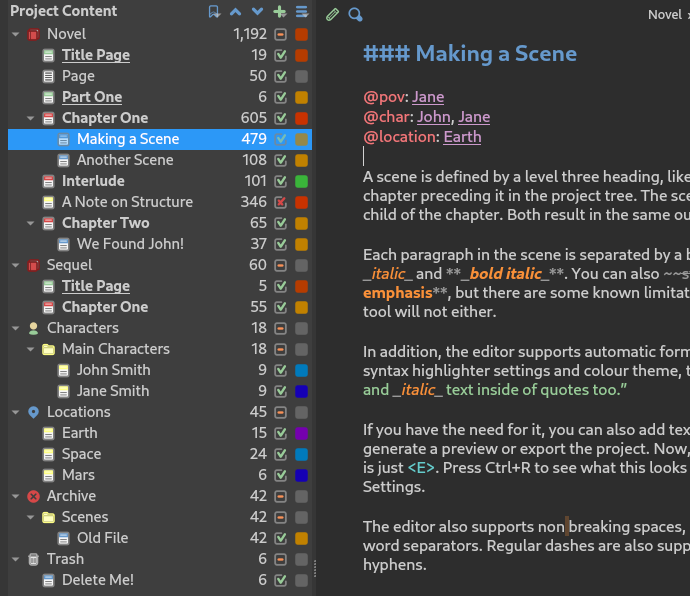 Project Content
Novel 1,192
Title Page 19
Page 50
Part One 6
Chapter One 605
Making a Scene 479
Another Scene 108
Interlude 101
A Note on Structure 346
Chapter Two 65
We Found John! 37
Sequel 60
Title Page 5
Chapter One 55
Characters 18
Main Characters 18
John Smith 9
Jane Smith 9
Locations 45
Earth 15
Space 24
Mars 6
Archive 42
Scenes 42
Old File 42
Trash 6
Delete Me! 6
Novel
### Making a Scene
@pov: Jane
@char: John, Jane
@location: Earth
A scene is defined by a level three heading, like
chapter preceding it in the project tree. The sce
child of the chapter. Both result in the same ou
Each paragraph in the scene is separated by a b
_italic_ and **_bold italic_**. You can also ~~s
emphasis**, but there are some known limitat
tool will not either.
In addition, the editor supports automatic form
syntax highlighter settings and colour theme, t
and _italic_ text inside of quotes too.”
If you have the need for it, you can also add tex
generate a preview or export the project. Now,
is just <E>. Press Ctrl+R to see what this looks
Settings.
The editor also supports non breaking spaces,
word separators. Regular dashes are also supp
hyphens.